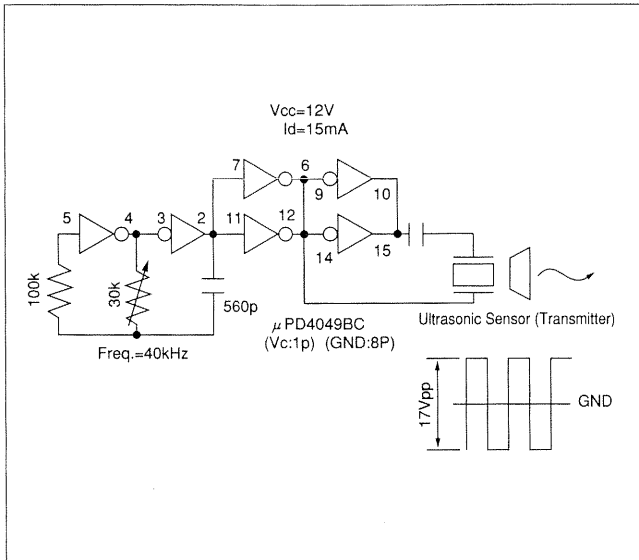 Vcc=12V
Id=15mA
7
6
9
10
5
4
3
2
11
12
14
15
100k
30k
560p
Freq.=40kHz
μPD4049BC
(Vc:1p) (GND:8P)
Ultrasonic Sensor (Transmitter)
17Vpp
GND